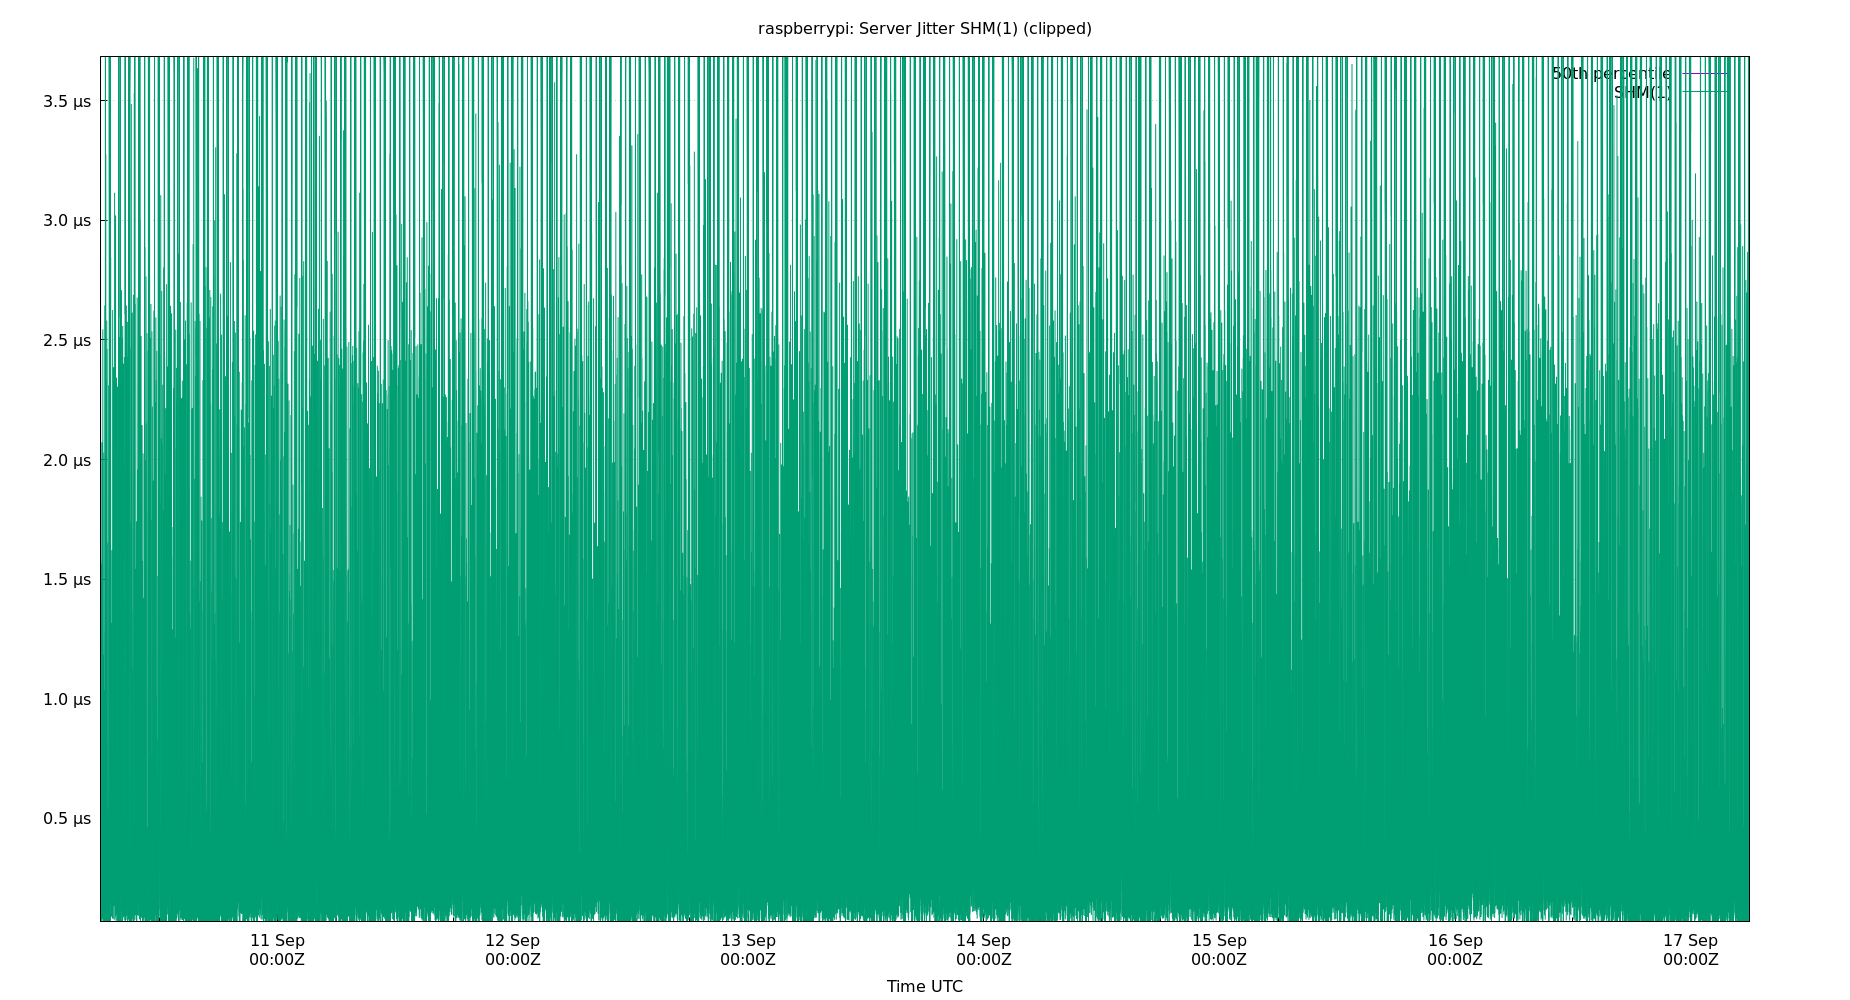 raspberrypi: Server Jitter SHM(1) (clipped)
50th percentile
SHM(1)
3.5 µs
3.0 µs
2.5 µs
2.0 µs
1.5 µs
1.0 µs
0.5 µs
11 Sep 12 Sep 13 Sep 14 Sep 15 Sep 16 Sep 17 Sep
00:00Z 00:00Z 00:00Z 00:00Z 00:00Z 00:00Z 00:00Z
Time UTC